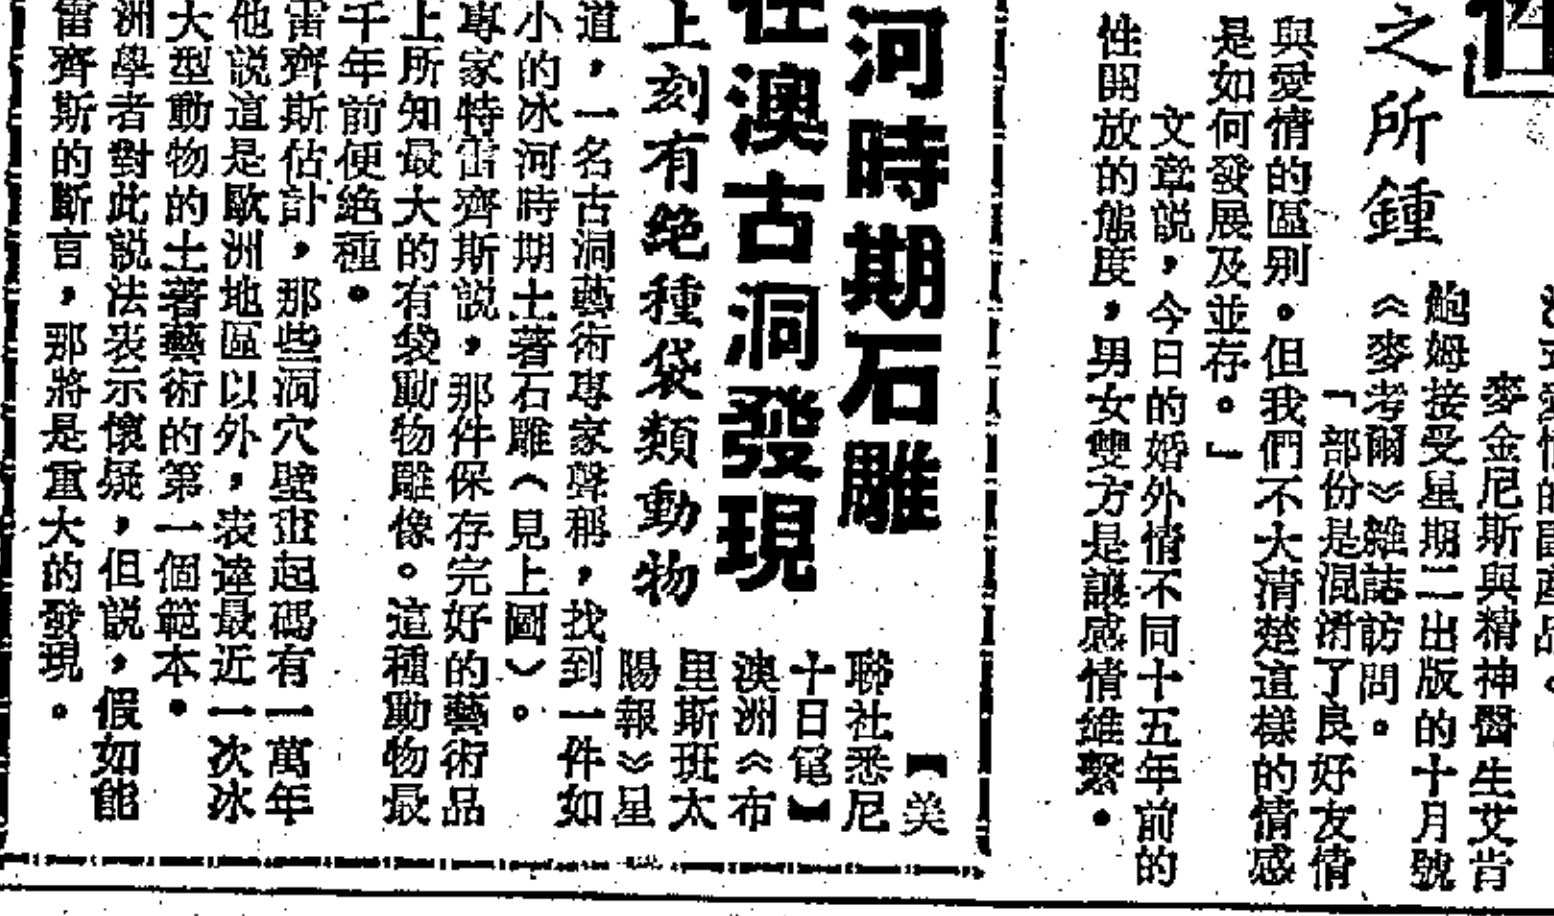 之所鍾
麥金尼斯與精神醫生艾肯
鮑姆接受星期二出版的十月號
《麥考爾》雜誌訪問。
「部份是混淆了良好友情
與愛情的區別。但我們不大清楚這樣的情感
是如何發展及並存。」
文章説,今日的婚外情不同十五年前的
性開放的態度,男女雙方是讓感情維繫。
河時期石雕
在澳古洞發現
上刻有絕種袋類動物
【美
聯社悉尼
十日電】
澳洲《布
里斯班太
陽報》星
道,一名古洞藝術專家聲稱,找到一件如
小的冰河時期土著石雕(見上圖)。
專家特雷齊斯説,那件保存完好的藝術品
上所知最大的有袋動物雕像。這種動物最
千年前便絕種。
雷齊斯估計,那些洞穴壁畫起碼有一萬年
他説這是歐洲地區以外,表達最近一次冰
大型動物的土著藝術的第一個範本。
洲學者對此説法表示懷疑,但説,假如能
雷齊斯的斷言,那將是重大的發現。